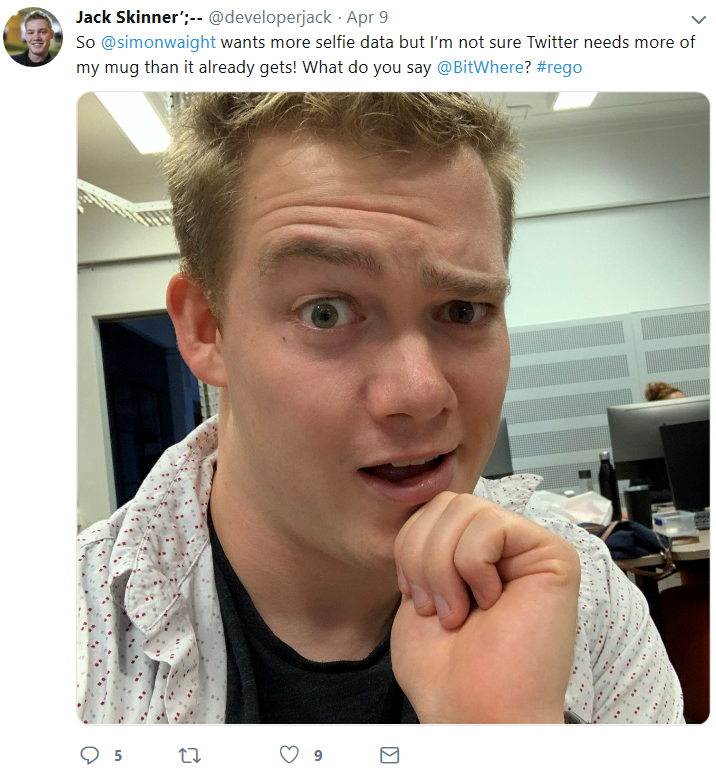 Jack Skinner’;-- @developerjack · Apr 9
So @simonwaight wants more selfie data but I’m not sure Twitter needs more of
my mug than it already gets! What do you say @BitWhere? #rego
5 9